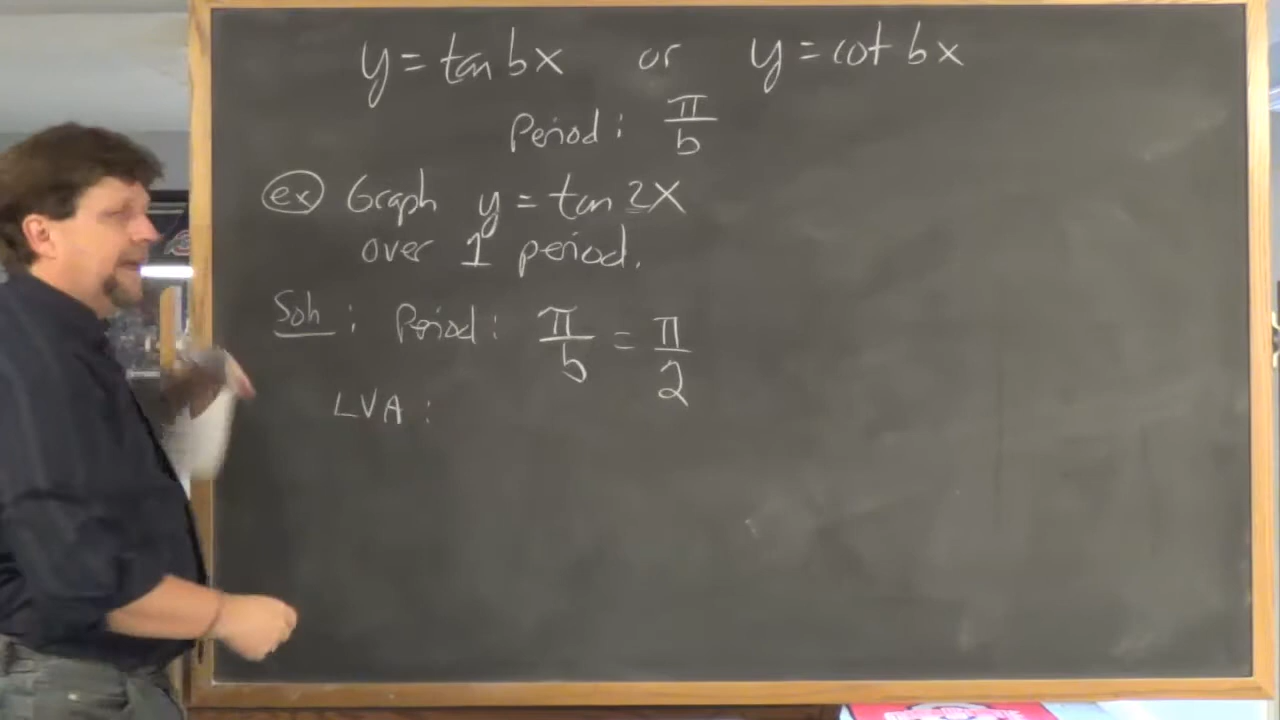 y = tan bx or y = cot bx
Period: π/b
ex Graph y = tan 2x
over 1 period.
Soln: Period: π/b = π/2
LVA: